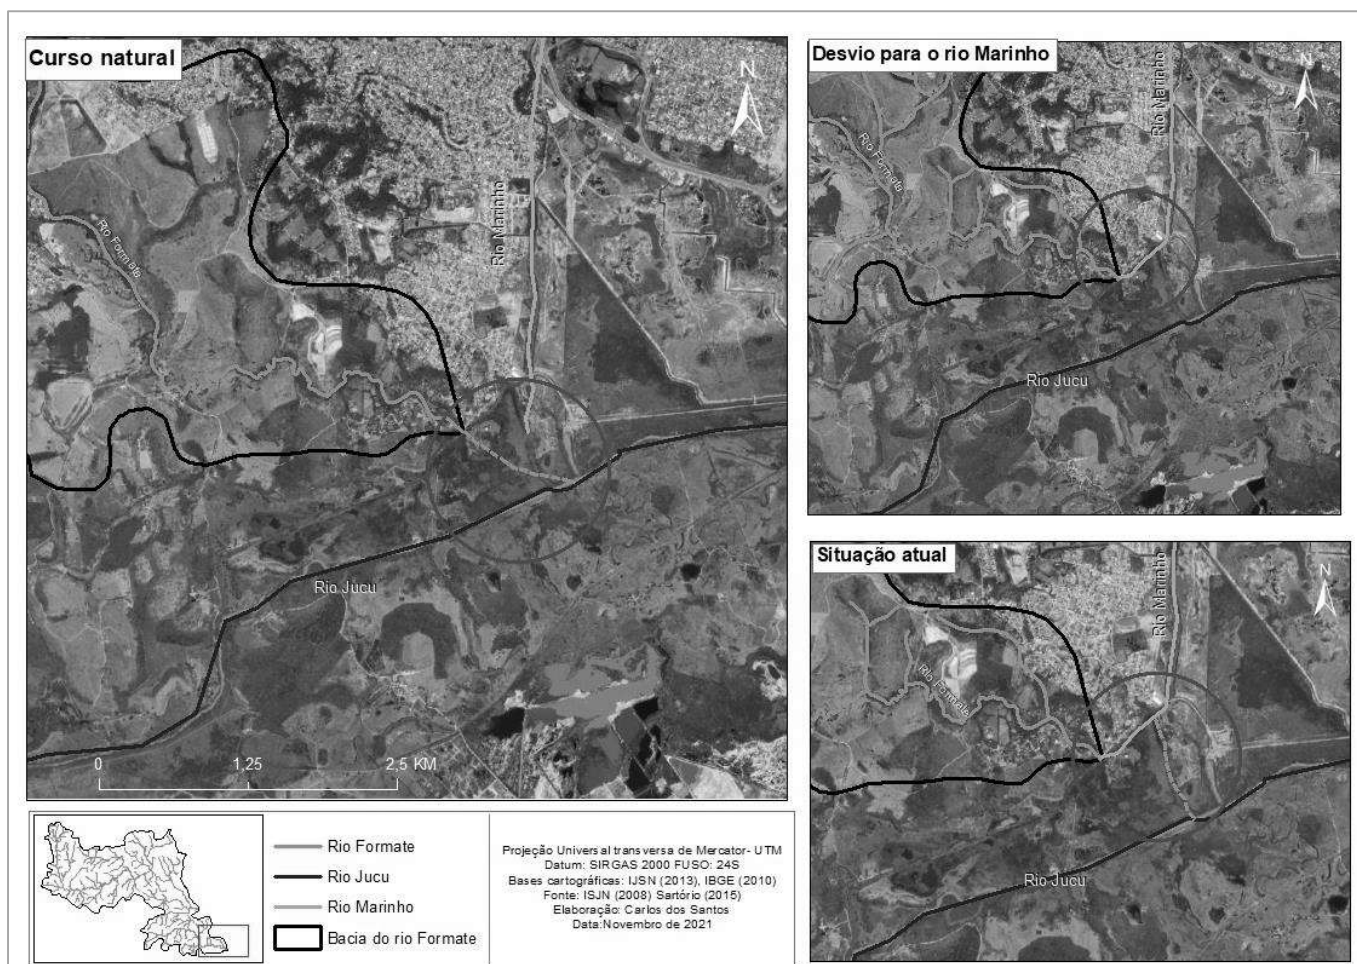 Curso natural
N
Rio Formate
Rio Marinho
Rio Jucu
0 1,25 2,5 KM
Desvio para o rio Marinho
N
Rio Formate
Rio Marinho
Rio Jucu
Situação atual
N
Rio Marinho
Rio Formate
Rio Jucu
Rio Formate
Rio Jucu
Rio Marinho
Bacia do rio Formate
Projeção Universal transversa de Mercator- UTM
Datum: SIRGAS 2000 FUSO: 24S
Bases cartográficas: IJSN (2013), IBGE (2010)
Fonte: ISJN (2008) Sartório (2015)
Elaboração: Carlos dos Santos
Data:Novembro de 2021